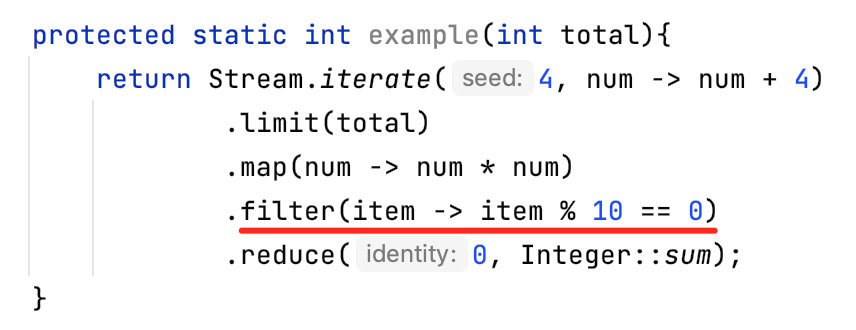 protected static int example(int total){
return Stream.iterate( seed: 4, num -> num + 4)
.limit(total)
.map(num -> num * num)
.filter(item -> item % 10 == 0)
.reduce( identity: 0, Integer::sum);
}